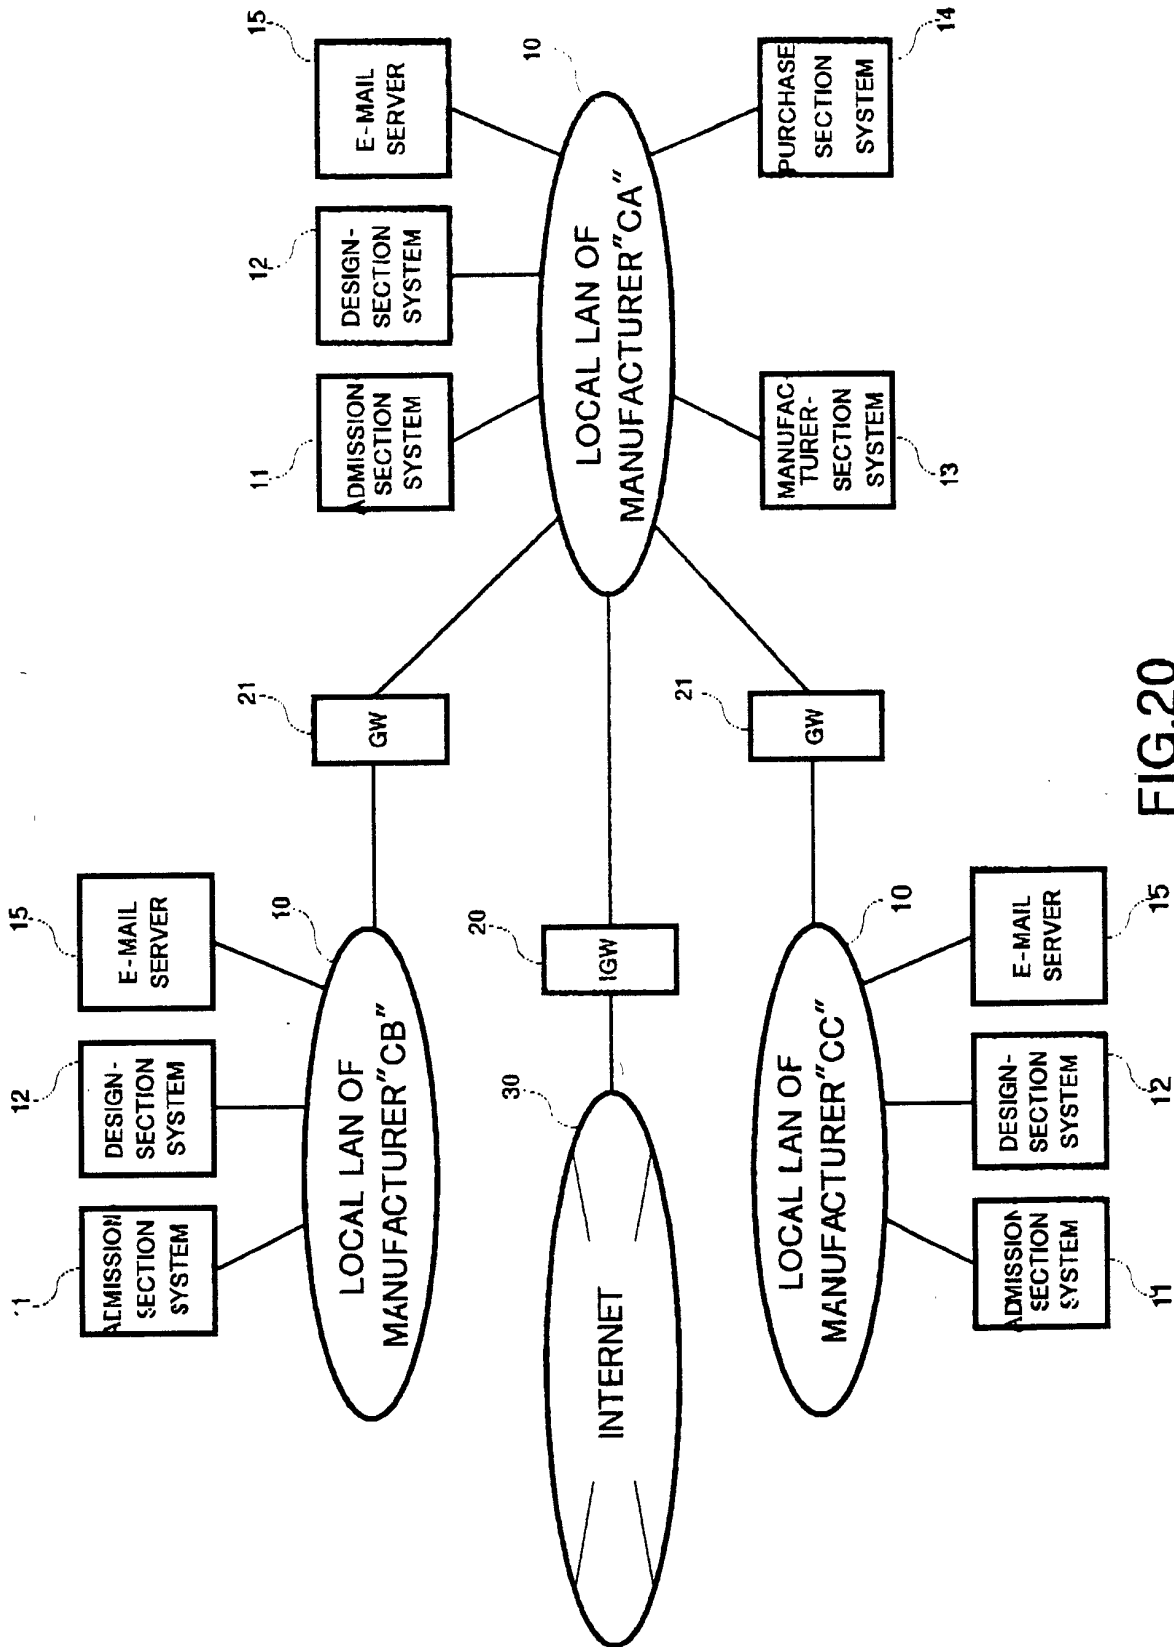 11
ADMISSION
SECTION
SYSTEM
12
DESIGN-
SECTION
SYSTEM
15
E-MAIL
SERVER
10
LOCAL LAN OF
MANUFACTURER"CB"
21
GW
11
ADMISSION
SECTION
SYSTEM
12
DESIGN-
SECTION
SYSTEM
15
E-MAIL
SERVER
10
LOCAL LAN OF
MANUFACTURER"CA"
30
INTERNET
20
IGW
10
LOCAL LAN OF
MANUFACTURER"CC"
21
GW
MANUFAC-
TURER-
SECTION
SYSTEM
13
PURCHASE
SECTION
SYSTEM
14
ADMISSION
SECTION
SYSTEM
11
DESIGN-
SECTION
SYSTEM
12
E-MAIL
SERVER
15
FIG.20